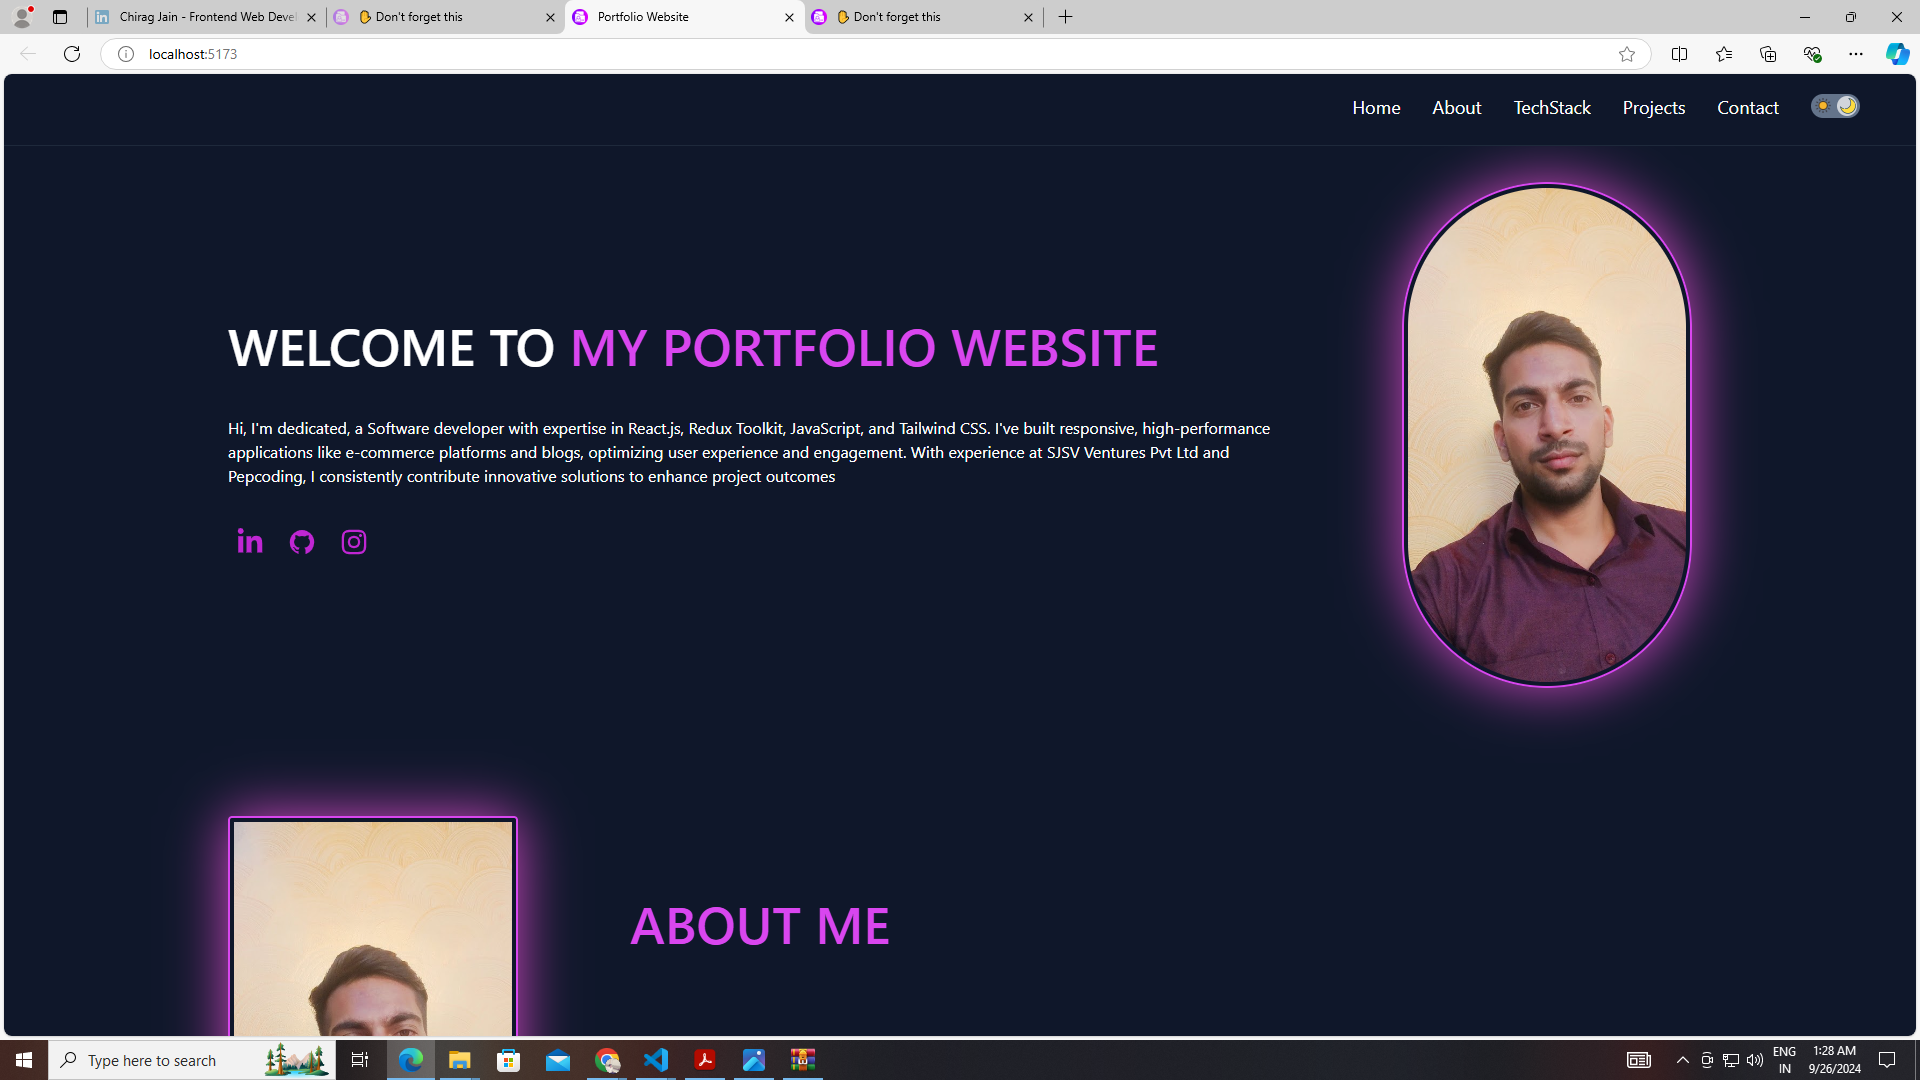 Chirag Jain - Frontend Web Devel
✋ Don't forget this
Portfolio Website
✋ Don't forget this
localhost:5173
Home
About
TechStack
Projects
Contact
WELCOME TO MY PORTFOLIO WEBSITE
Hi, I'm dedicated, a Software developer with expertise in React.js, Redux Toolkit, JavaScript, and Tailwind CSS. I've built responsive, high-performance
applications like e-commerce platforms and blogs, optimizing user experience and engagement. With experience at SJSV Ventures Pvt Ltd and
Pepcoding, I consistently contribute innovative solutions to enhance project outcomes
ABOUT ME
Type here to search
ENG
IN
1:28 AM
9/26/2024